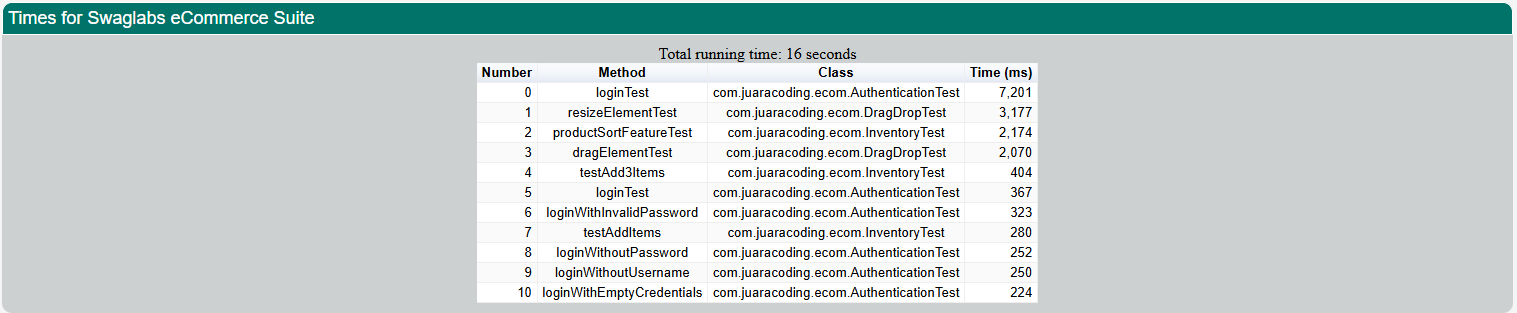 Times for Swaglabs eCommerce Suite
Total running time: 16 seconds
Number Method Class Time (ms)
0 loginTest com.juaracoding.ecom.AuthenticationTest 7,201
1 resizeElementTest com.juaracoding.ecom.DragDropTest 3,177
2 productSortFeatureTest com.juaracoding.ecom.InventoryTest 2,174
3 dragElementTest com.juaracoding.ecom.DragDropTest 2,070
4 testAdd3Items com.juaracoding.ecom.InventoryTest 404
5 loginTest com.juaracoding.ecom.AuthenticationTest 367
6 loginWithInvalidPassword com.juaracoding.ecom.AuthenticationTest 323
7 testAddItems com.juaracoding.ecom.InventoryTest 280
8 loginWithoutPassword com.juaracoding.ecom.AuthenticationTest 252
9 loginWithoutUsername com.juaracoding.ecom.AuthenticationTest 250
10 loginWithEmptyCredentials com.juaracoding.ecom.AuthenticationTest 224